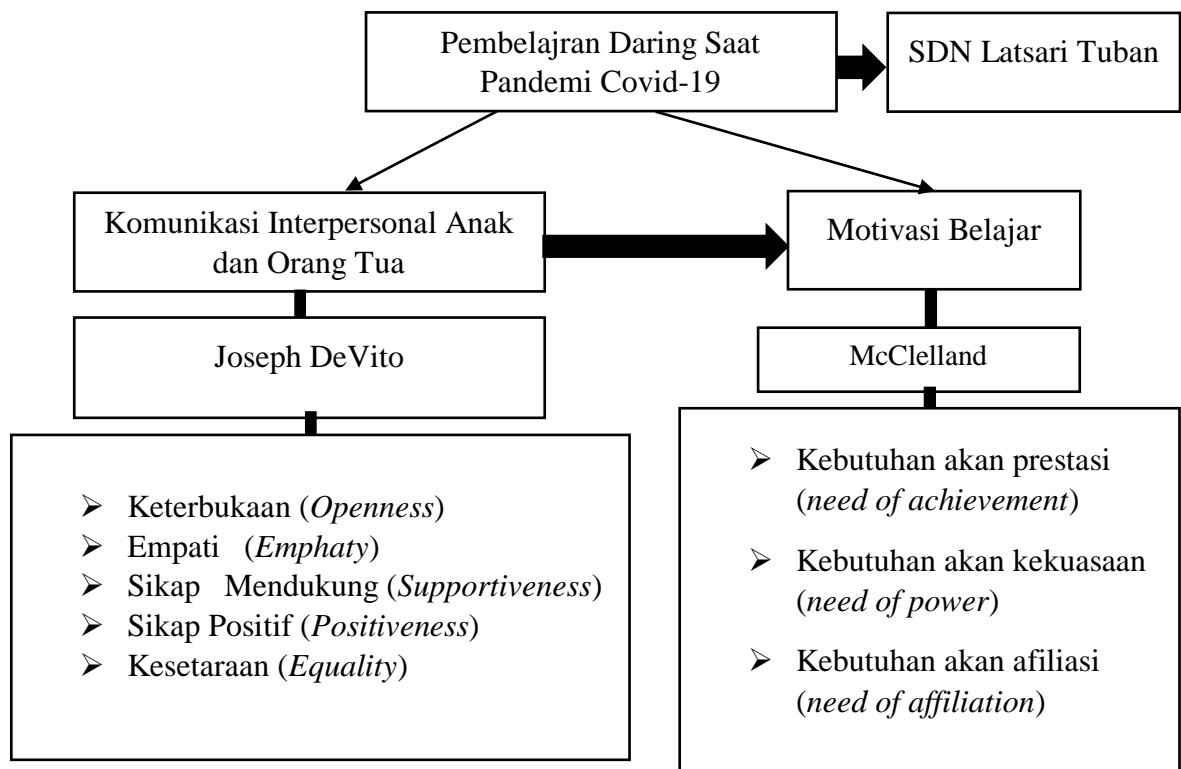 Pembelajran Daring Saat
Pandemi Covid-19
SDN Latsari Tuban
Komunikasi Interpersonal Anak
dan Orang Tua
Motivasi Belajar
Joseph DeVito
McClelland
➢ Keterbukaan (Openness)
➢ Empati (Emphaty)
➢ Sikap Mendukung (Supportiveness)
➢ Sikap Positif (Positiveness)
➢ Kesetaraan (Equality)
➢ Kebutuhan akan prestasi
(need of achievement)
➢ Kebutuhan akan kekuasaan
(need of power)
➢ Kebutuhan akan afiliasi
(need of affiliation)